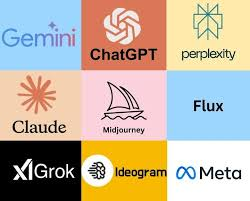 Gemini
ChatGPT
perplexity
Claude
Midjourney
Flux
Grok
Ideogram
Meta